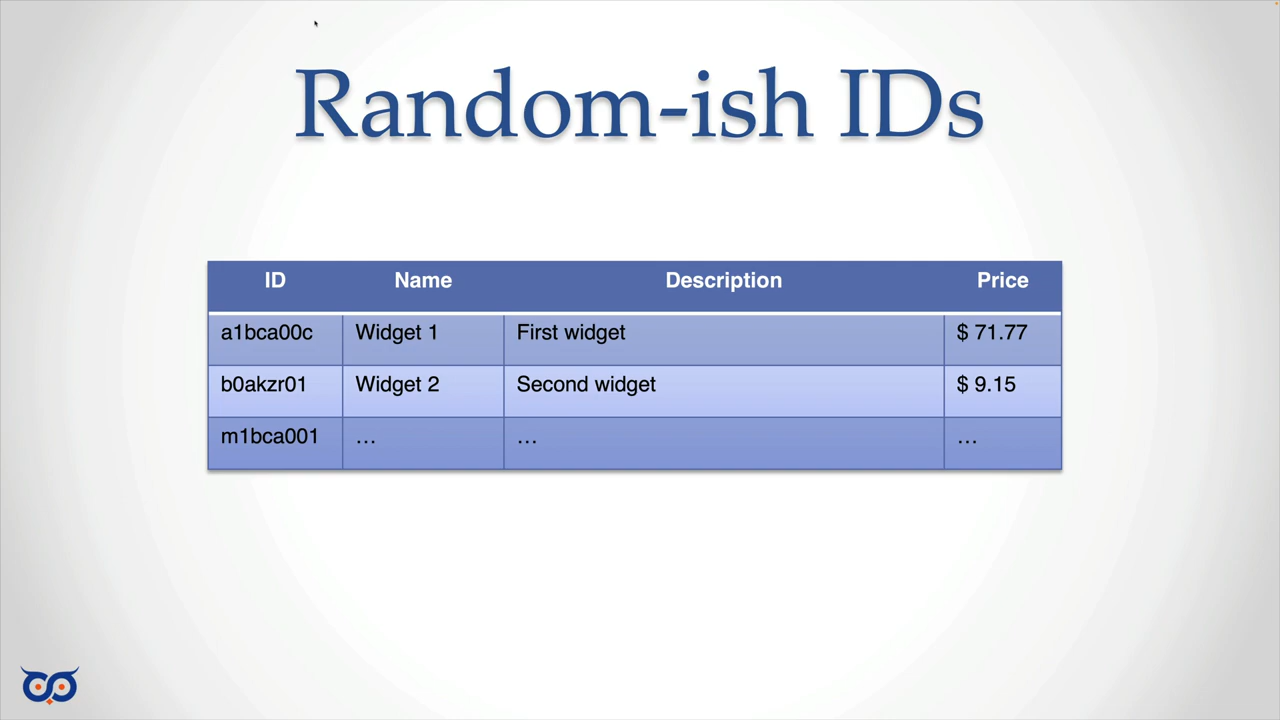 Random-ish IDs
ID Name Description Price
a1bca00c Widget 1 First widget $ 71.77
b0akzr01 Widget 2 Second widget $ 9.15
m1bca001 … … …